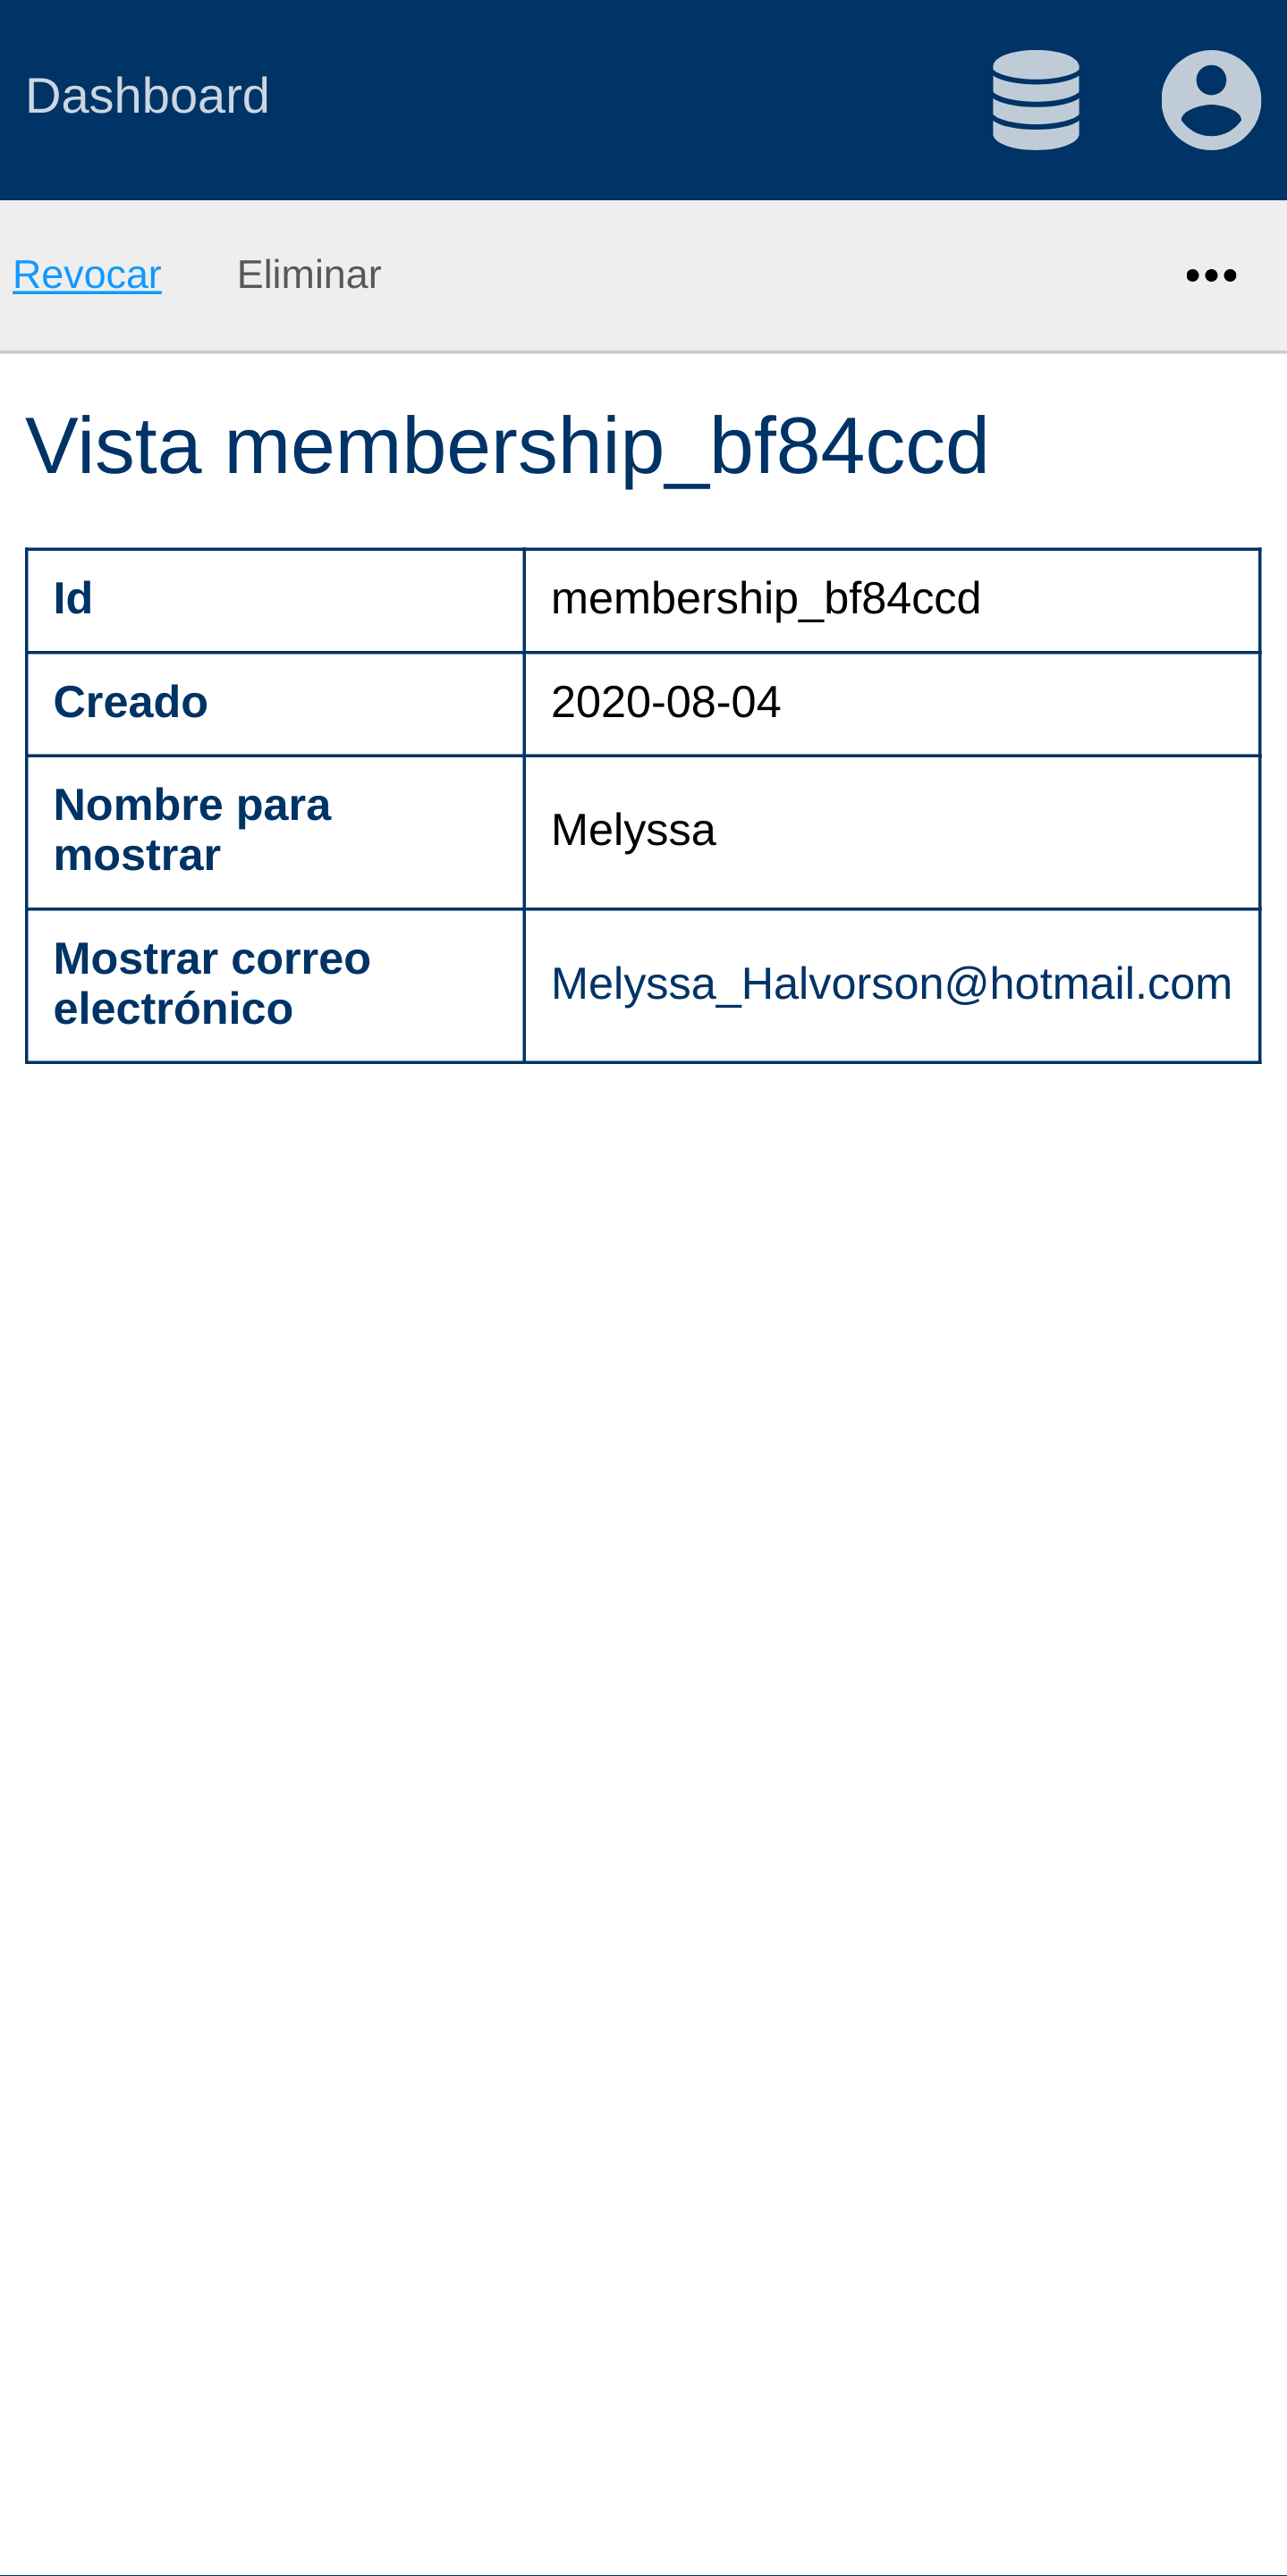 Dashboard
Revocar Eliminar
Vista membership_bf84ccd
Id membership_bf84ccd
Creado 2020-08-04
Nombre para
mostrar
Melyssa
Mostrar correo
electrónico
Melyssa_Halvorson@hotmail.com